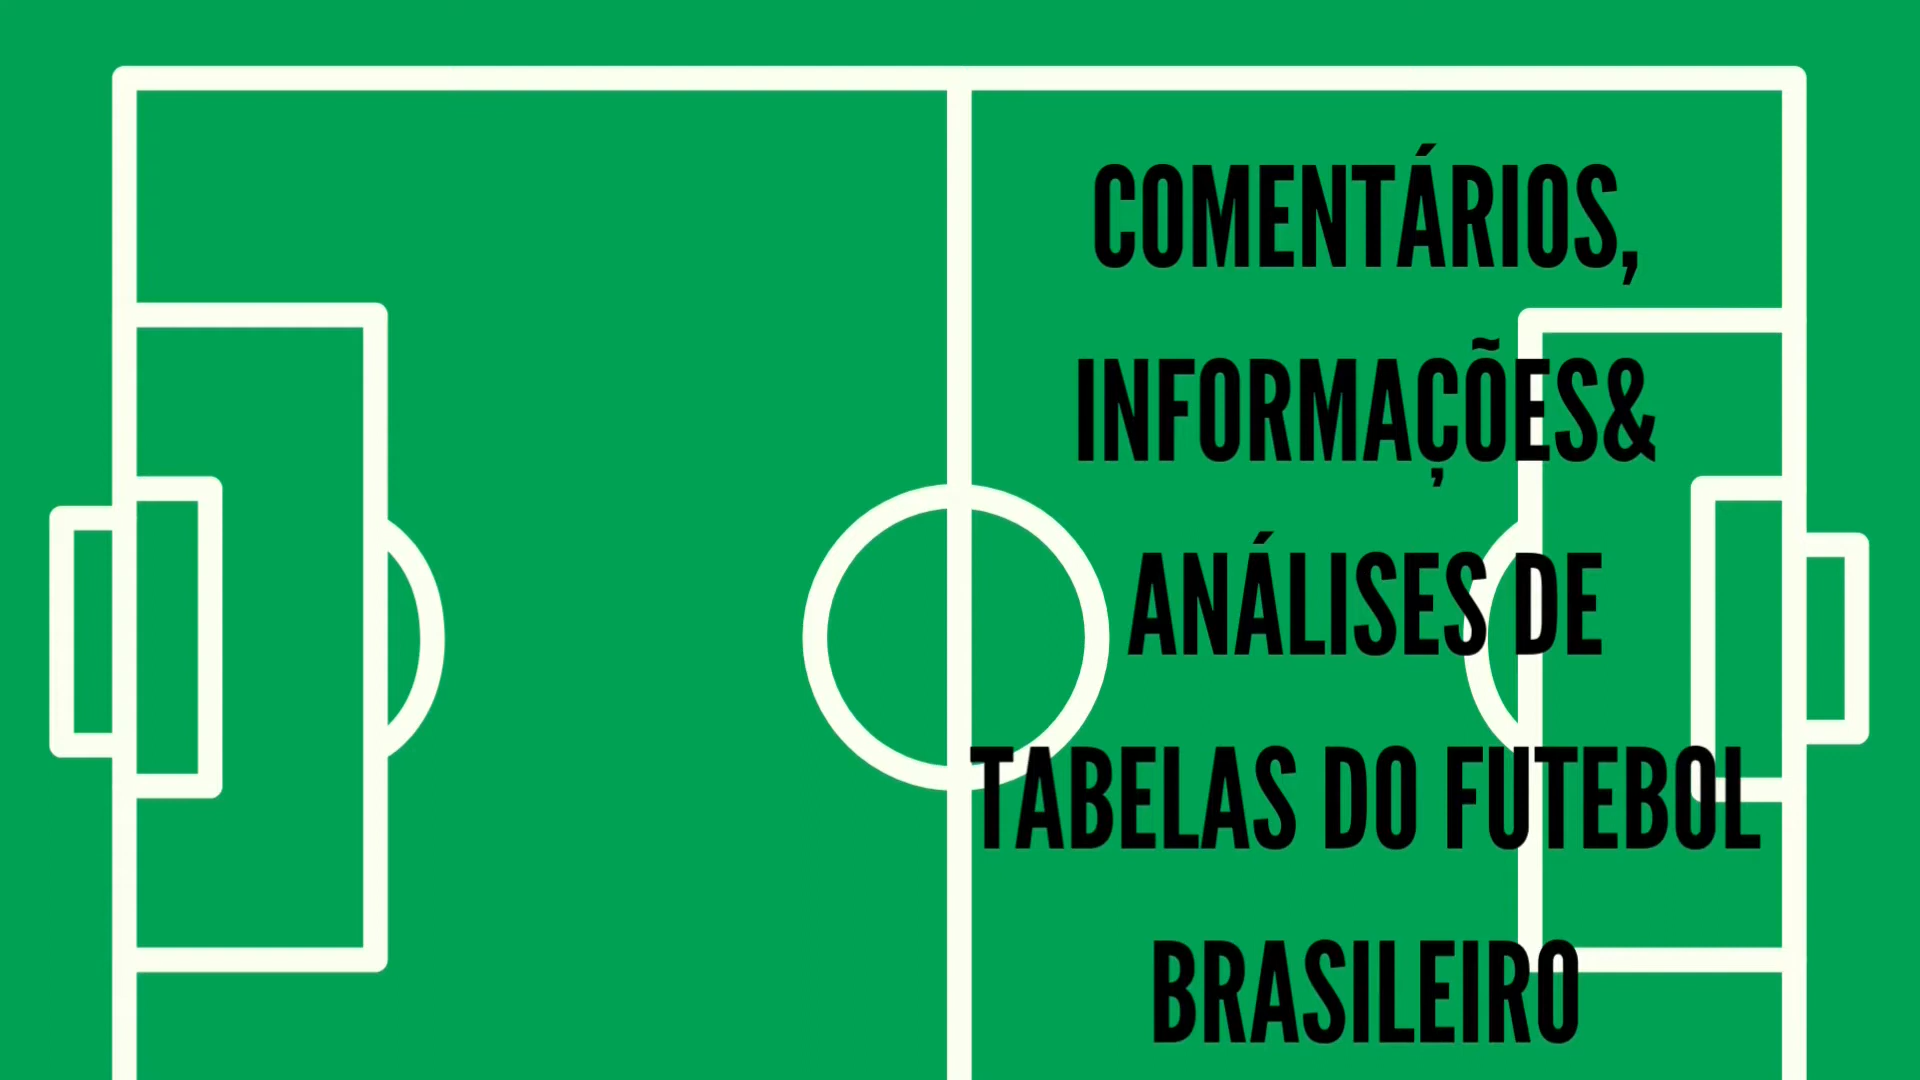 COMENTÁRIOS,
INFORMAÇÕES&
ANÁLISES DE
TABELAS DO FUTEBOL
BRASILEIRO